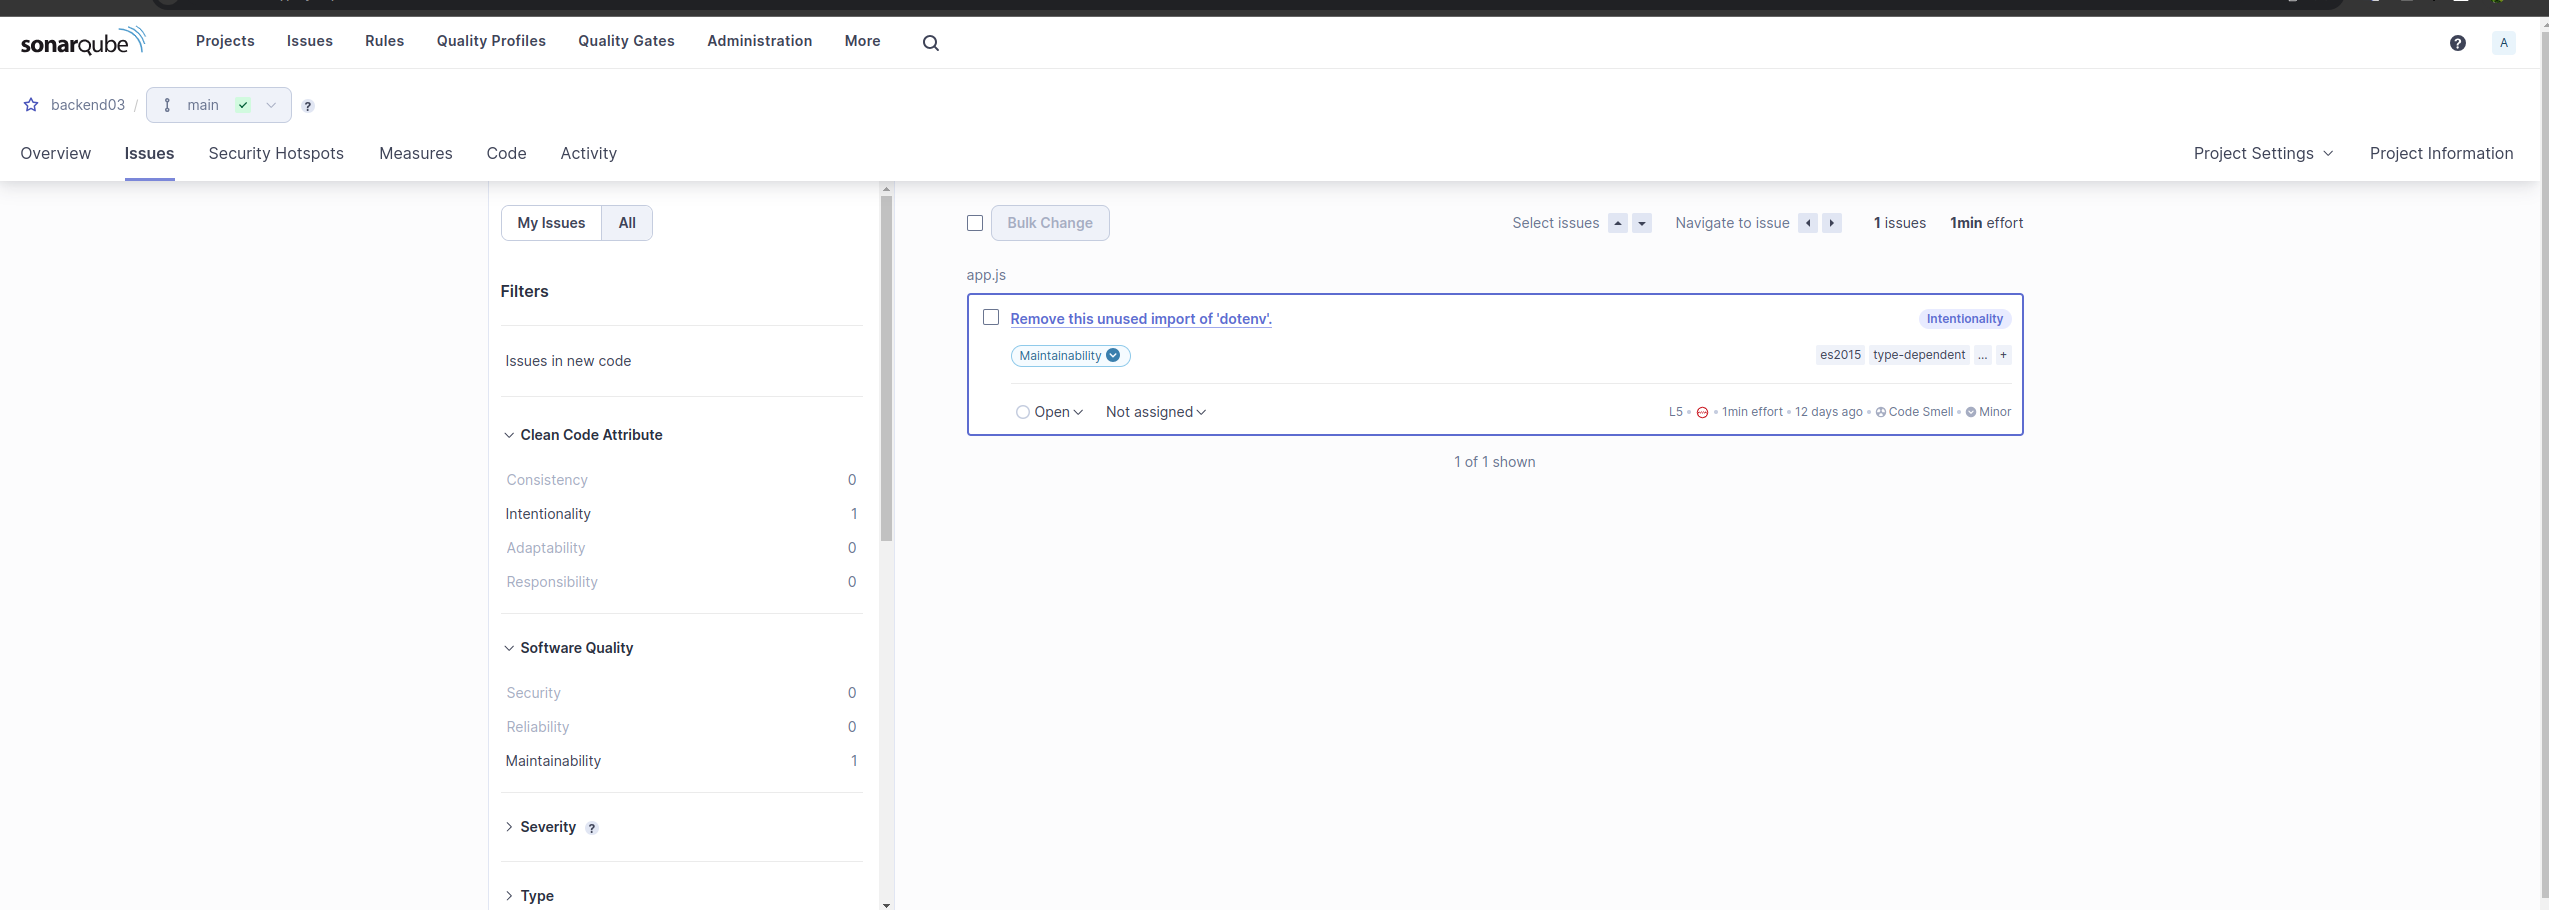 sonarqube Projects Issues Rules Quality Profiles Quality Gates Administration More ? A
backend03 / main ?
Overview Issues Security Hotspots Measures Code Activity Project Settings Project Information
My Issues All
Filters
Issues in new code
Clean Code Attribute
Consistency 0
Intentionality 1
Adaptability 0
Responsibility 0
Software Quality
Security 0
Reliability 0
Maintainability 1
Severity ?
Type
Bulk Change Select issues Navigate to issue 1 issues 1min effort
app.js
Remove this unused import of 'dotenv'. Intentionality
Maintainability es2015 type-dependent ... +
Open Not assigned L5 • • 1min effort • 12 days ago • Code Smell • Minor
1 of 1 shown